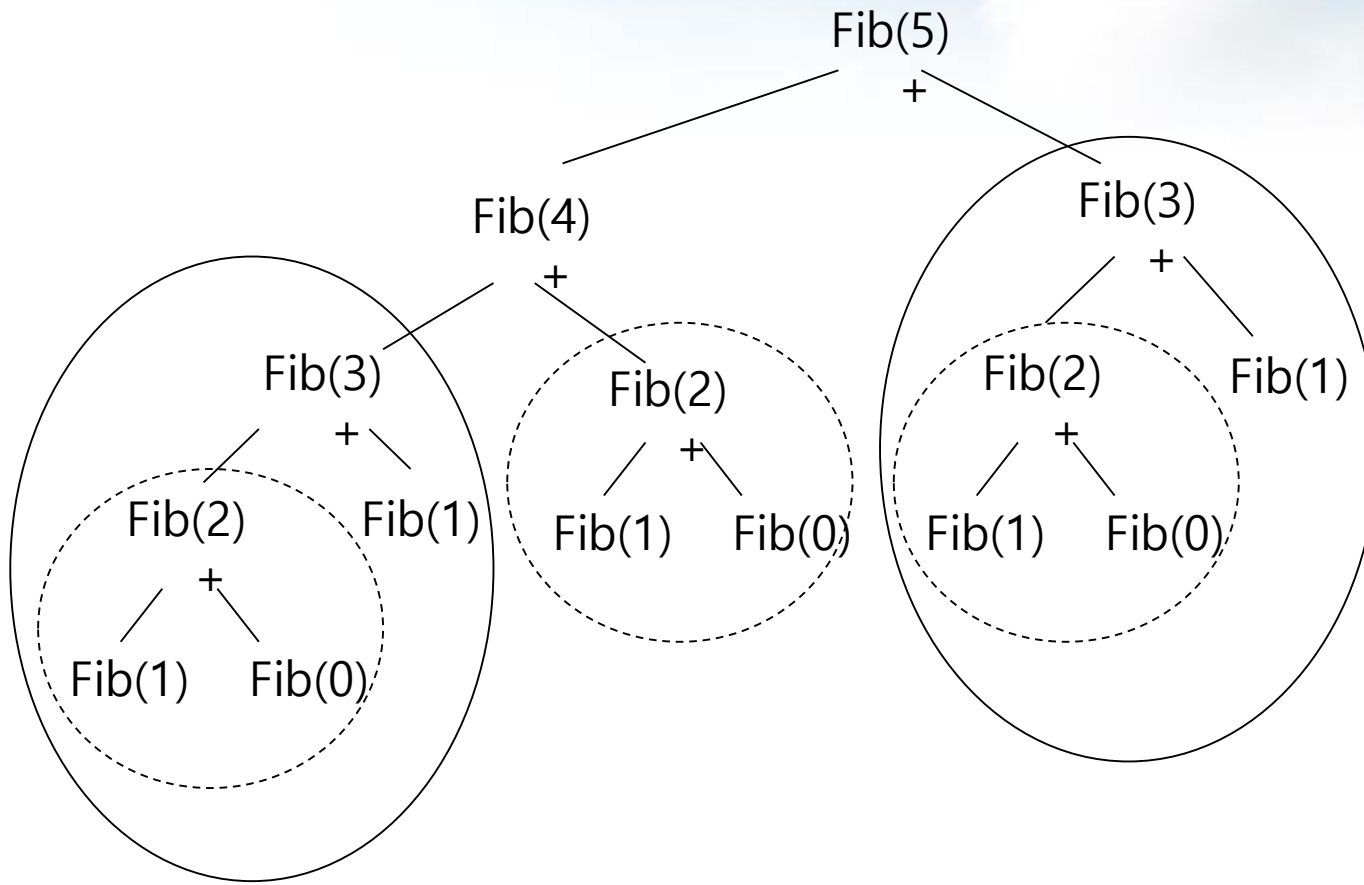 Fib(5)
+
Fib(4)
Fib(3)
+
+
Fib(3)
Fib(2)
Fib(2)
Fib(1)
+
+
+
Fib(2)
Fib(1)
Fib(1)
Fib(0)
Fib(1)
Fib(0)
+
Fib(1)
Fib(0)